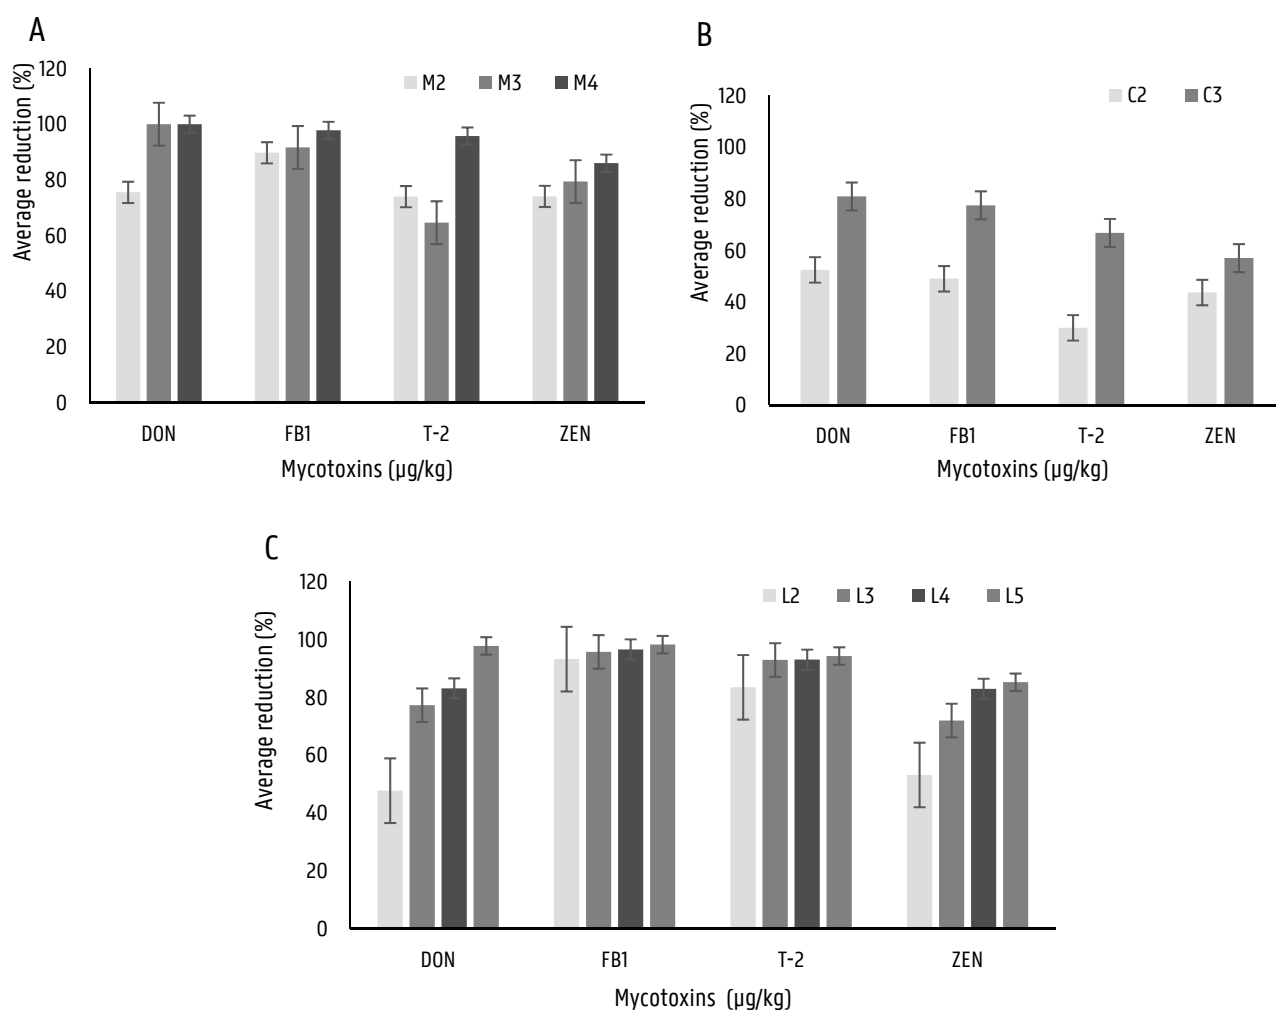 A
Average reduction (%)
120
100
80
60
40
20
0
M2 M3 M4
DON FB1 T-2 ZEN
Mycotoxins (µg/kg)
B
Average reduction (%)
120
100
80
60
40
20
0
C2 C3
DON FB1 T-2 ZEN
Mycotoxins (µg/kg)
C
Average reduction (%)
120
100
80
60
40
20
0
L2 L3 L4 L5
DON FB1 T-2 ZEN
Mycotoxins (µg/kg)